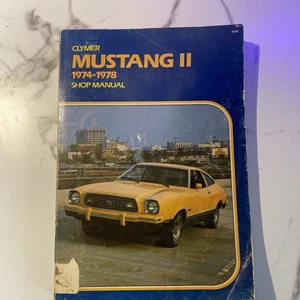 CLYMER
MUSTANG II
1974-1978
SHOP MANUAL